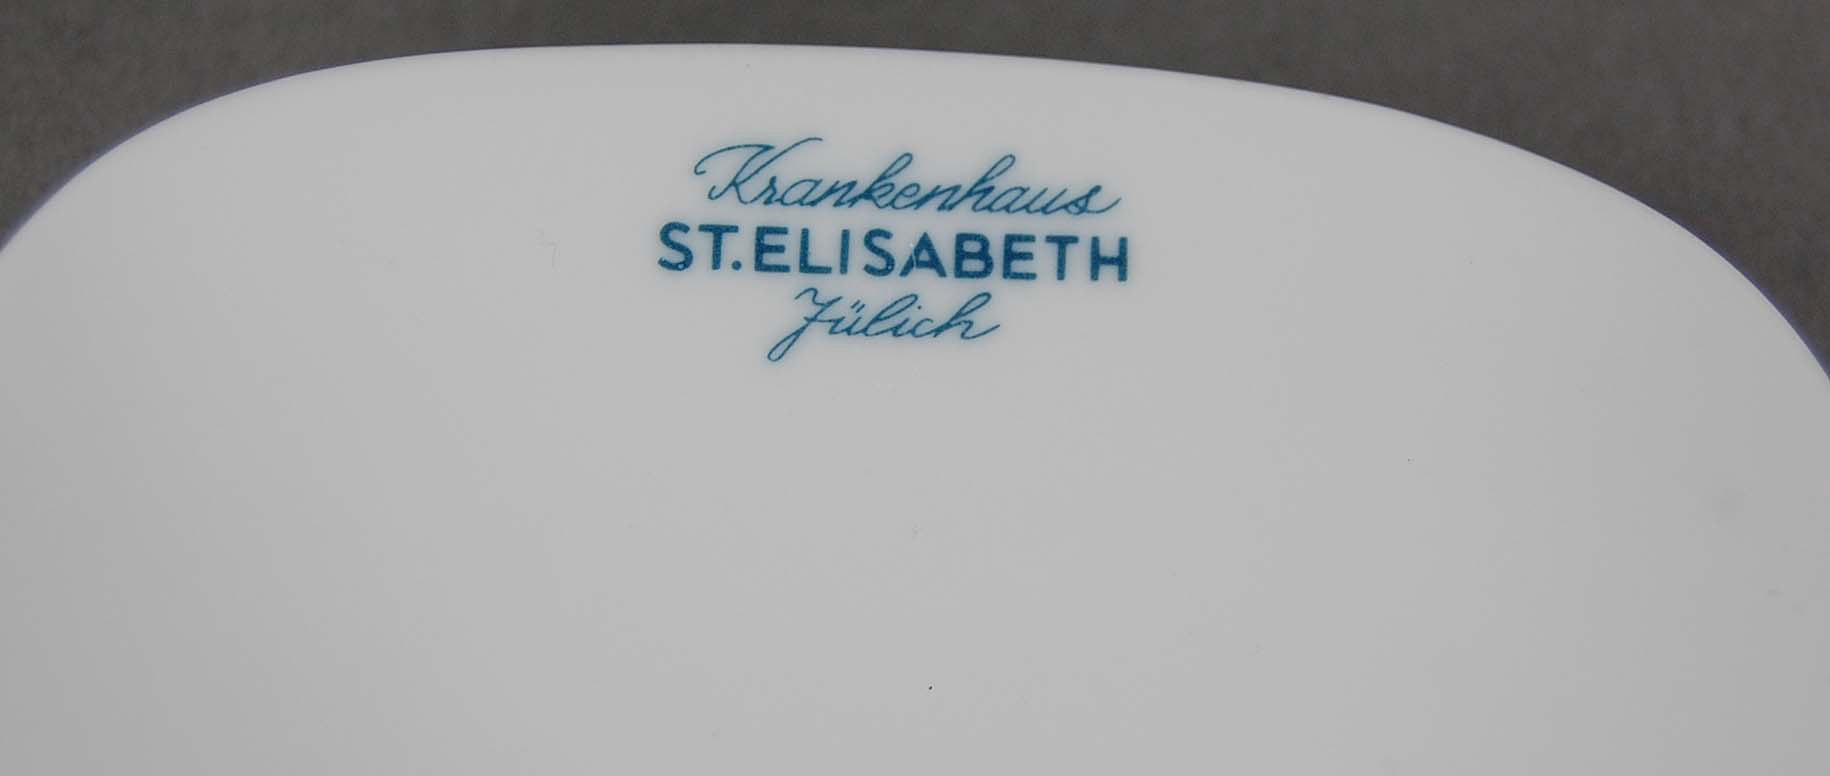 Krankenhaus
ST. ELISABETH
Jülich